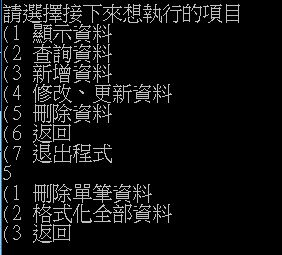 請選擇接下來想執行的項目
(1 顯示資料
(2 查詢資料
(3 新增資料
(4 修改、更新資料
(5 刪除資料
(6 返回
(7 退出程式
5
(1 刪除單筆資料
(2 格式化全部資料
(3 返回